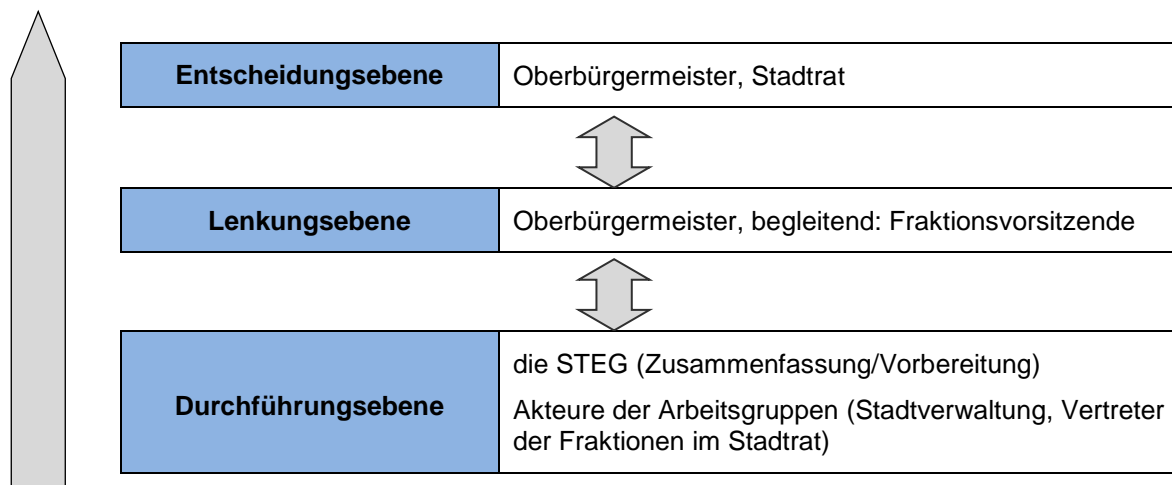 Entscheidungsebene
Oberbürgermeister, Stadtrat
Lenkungsebene
Oberbürgermeister, begleitend: Fraktionsvorsitzende
Durchführungsebene
die STEG (Zusammenfassung/Vorbereitung)
Akteure der Arbeitsgruppen (Stadtverwaltung, Vertreter
der Fraktionen im Stadtrat)